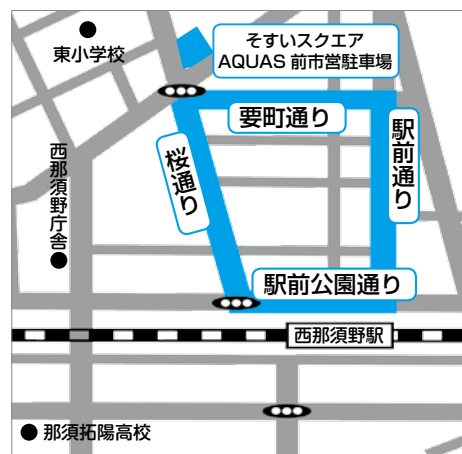 東小学校
そすいスクエア
AQUAS 前市営駐車場
要町通り
駅前通り
桜通り
西那須野庁舎
駅前公園通り
西那須野駅
那須拓陽高校